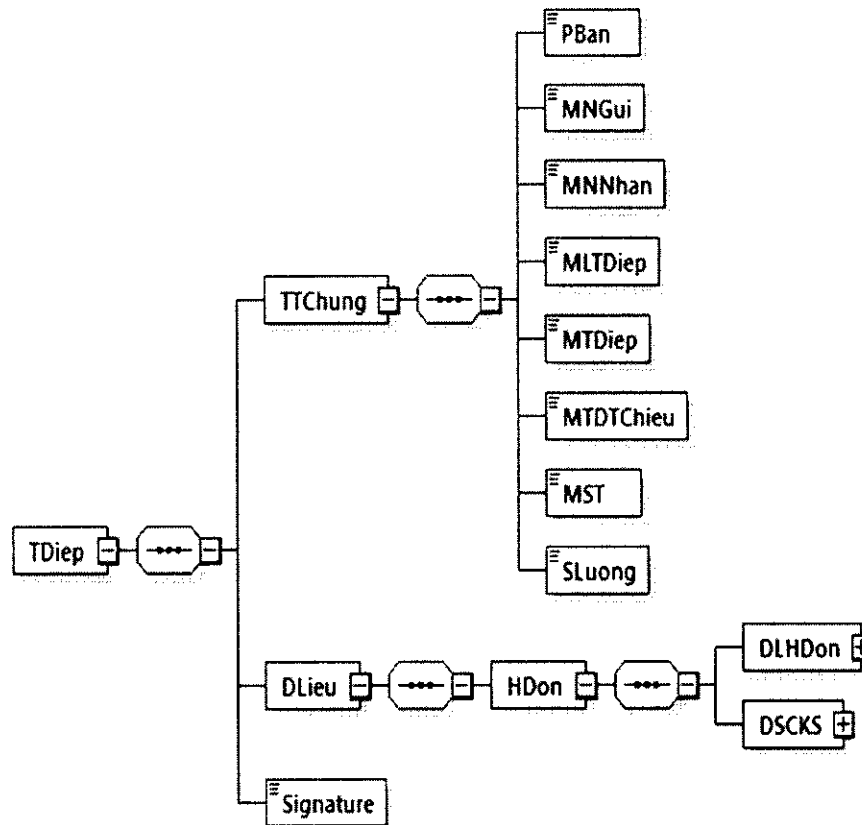 PBan
MNGui
MNNhan
MLTDiep
TTChung
MTDiep
MTDTChieu
MST
TDiep
SLuong
DLHDon
DLieu
HDon
DSCKS
Signature